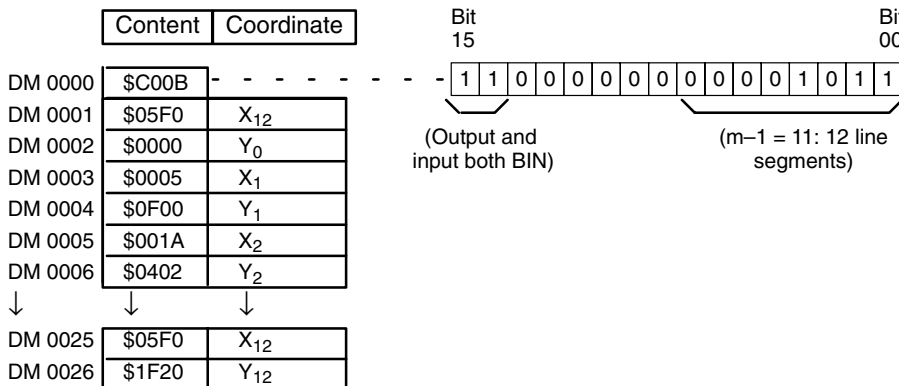 Content Coordinate
Bit 15
Bit 00
DM 0000 $C00B - - - - - - - - - 1 1 0 0 0 0 0 0 0 0 0 0 1 0 1 1
DM 0001 $05F0 X12
DM 0002 $0000 Y0
(Output and input both BIN)
(m–1 = 11: 12 line segments)
DM 0003 $0005 X1
DM 0004 $0F00 Y1
DM 0005 $001A X2
DM 0006 $0402 Y2
↓ ↓ ↓
DM 0025 $05F0 X12
DM 0026 $1F20 Y12